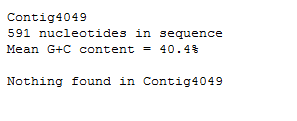 Contig4049
591 nucleotides in sequence
Mean G+C content = 40.4%
Nothing found in Contig4049